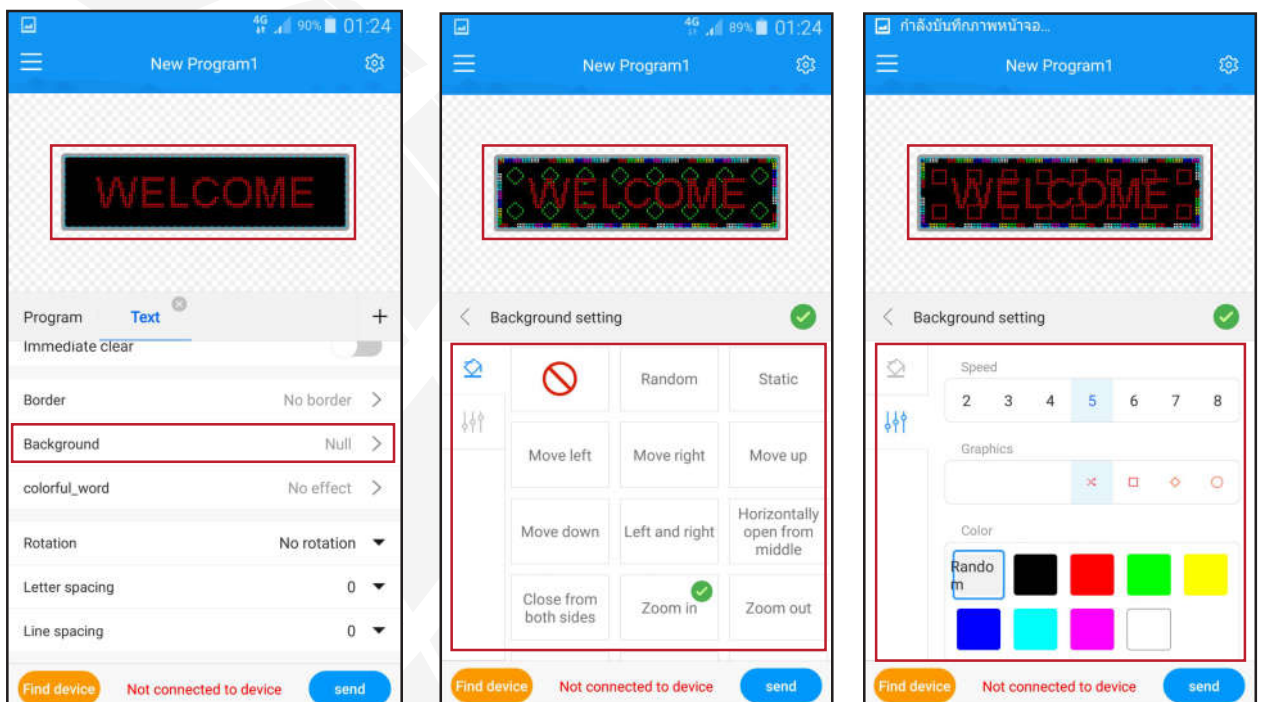 4G 90% 01:24
New Program1
WELCOME
Program Text +
Immediate clear
Border No border >
Background Null >
colorful_word No effect >
Rotation No rotation
Letter spacing 0
Line spacing 0
Find device Not connected to device send
4G 89% 01:24
New Program1
WELCOME
< Background setting
Random Static
Move left Move right Move up
Move down Left and right Horizontally
open from
middle
Close from
both sides Zoom in Zoom out
Find device Not connected to device send
กำลังบันทึกภาพหน้าจอ...
New Program1
WELCOME
< Background setting
Speed
2 3 4 5 6 7 8
Graphics
Color
Rando
m
Find device Not connected to device send